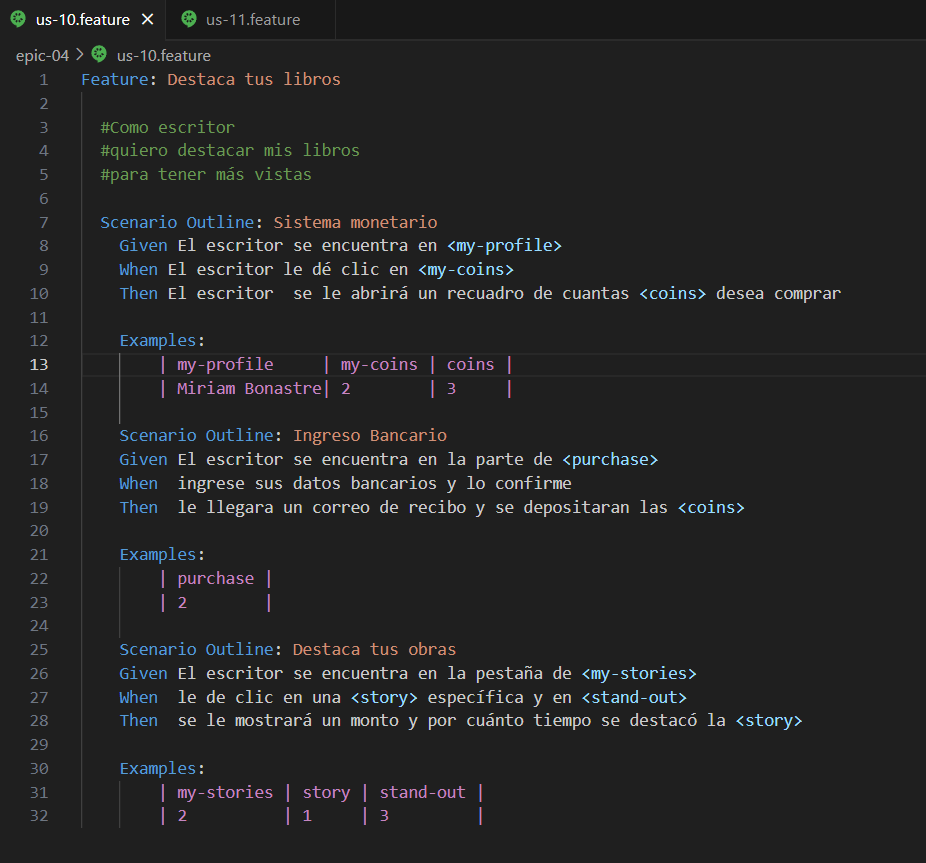 us-10.feature × us-11.feature
epic-04 > us-10.feature
1 Feature: Destaca tus libros
2
3 #Como escritor
4 #quiero destacar mis libros
5 #para tener más vistas
6
7 Scenario Outline: Sistema monetario
8 Given El escritor se encuentra en <my-profile>
9 When El escritor le dé clic en <my-coins>
10 Then El escritor  se le abrirá un recuadro de cuantas <coins> desea comprar
11
12 Examples:
13 | my-profile     | my-coins | coins |
14 | Miriam Bonastre| 2        | 3     |
15
16 Scenario Outline: Ingreso Bancario
17 Given El escritor se encuentra en la parte de <purchase>
18 When  ingrese sus datos bancarios y lo confirme
19 Then  le llegara un correo de recibo y se depositaran las <coins>
20
21 Examples:
22 | purchase |
23 | 2        |
24
25 Scenario Outline: Destaca tus obras
26 Given El escritor se encuentra en la pestaña de <my-stories>
27 When  le de clic en una <story> específica y en <stand-out>
28 Then  se le mostrará un monto y por cuánto tiempo se destacó la <story>
29
30 Examples:
31 | my-stories | story | stand-out |
32 | 2          | 1     | 3         |